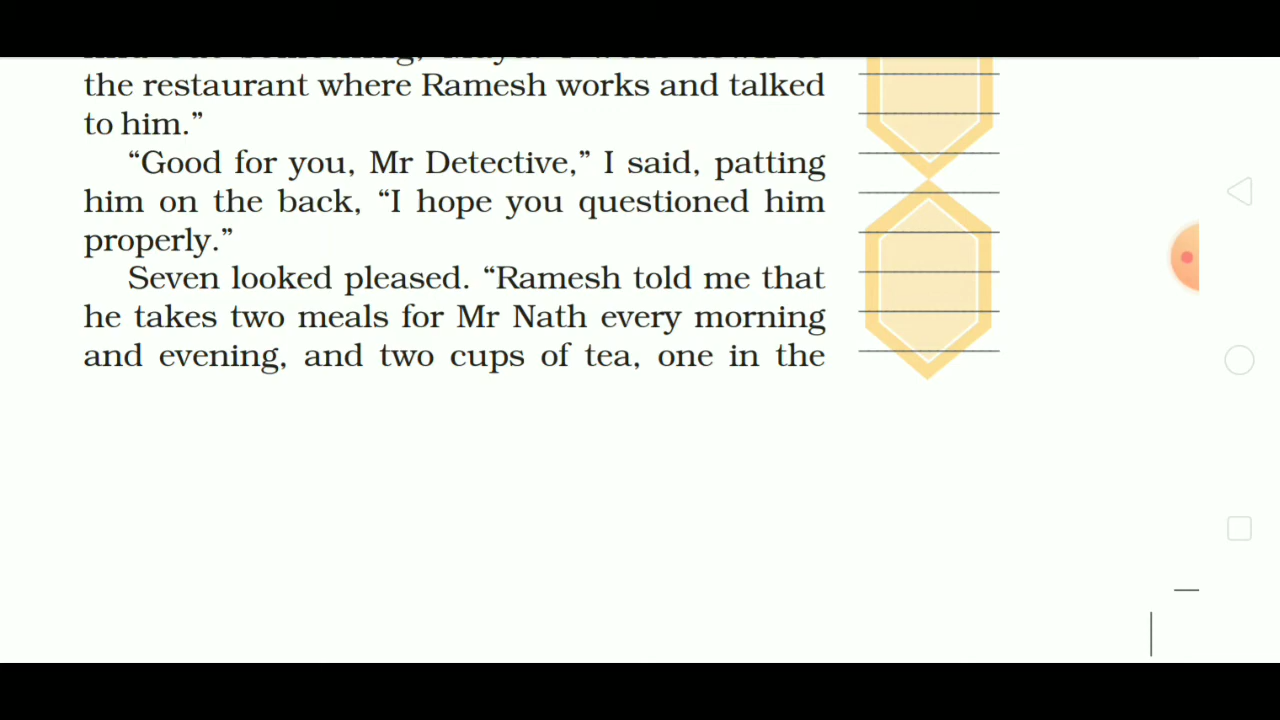 the restaurant where Ramesh works and talked
to him.”
“Good for you, Mr Detective,” I said, patting
him on the back, “I hope you questioned him
properly.”
Seven looked pleased. “Ramesh told me that
he takes two meals for Mr Nath every morning
and evening, and two cups of tea, one in the